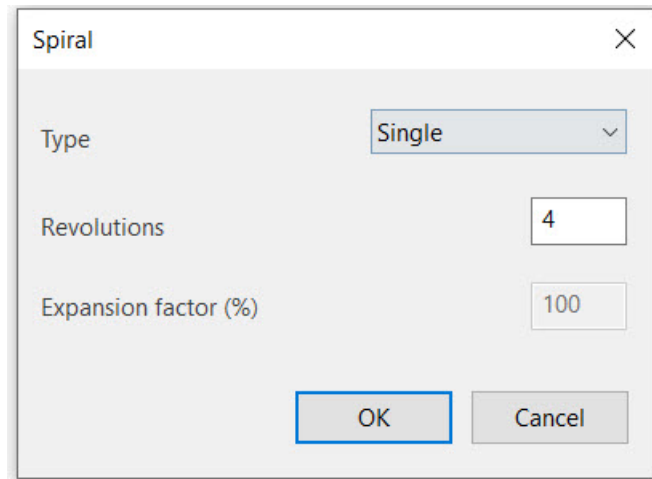 Spiral
Type
Single
Revolutions
4
Expansion factor (%)
100
OK
Cancel